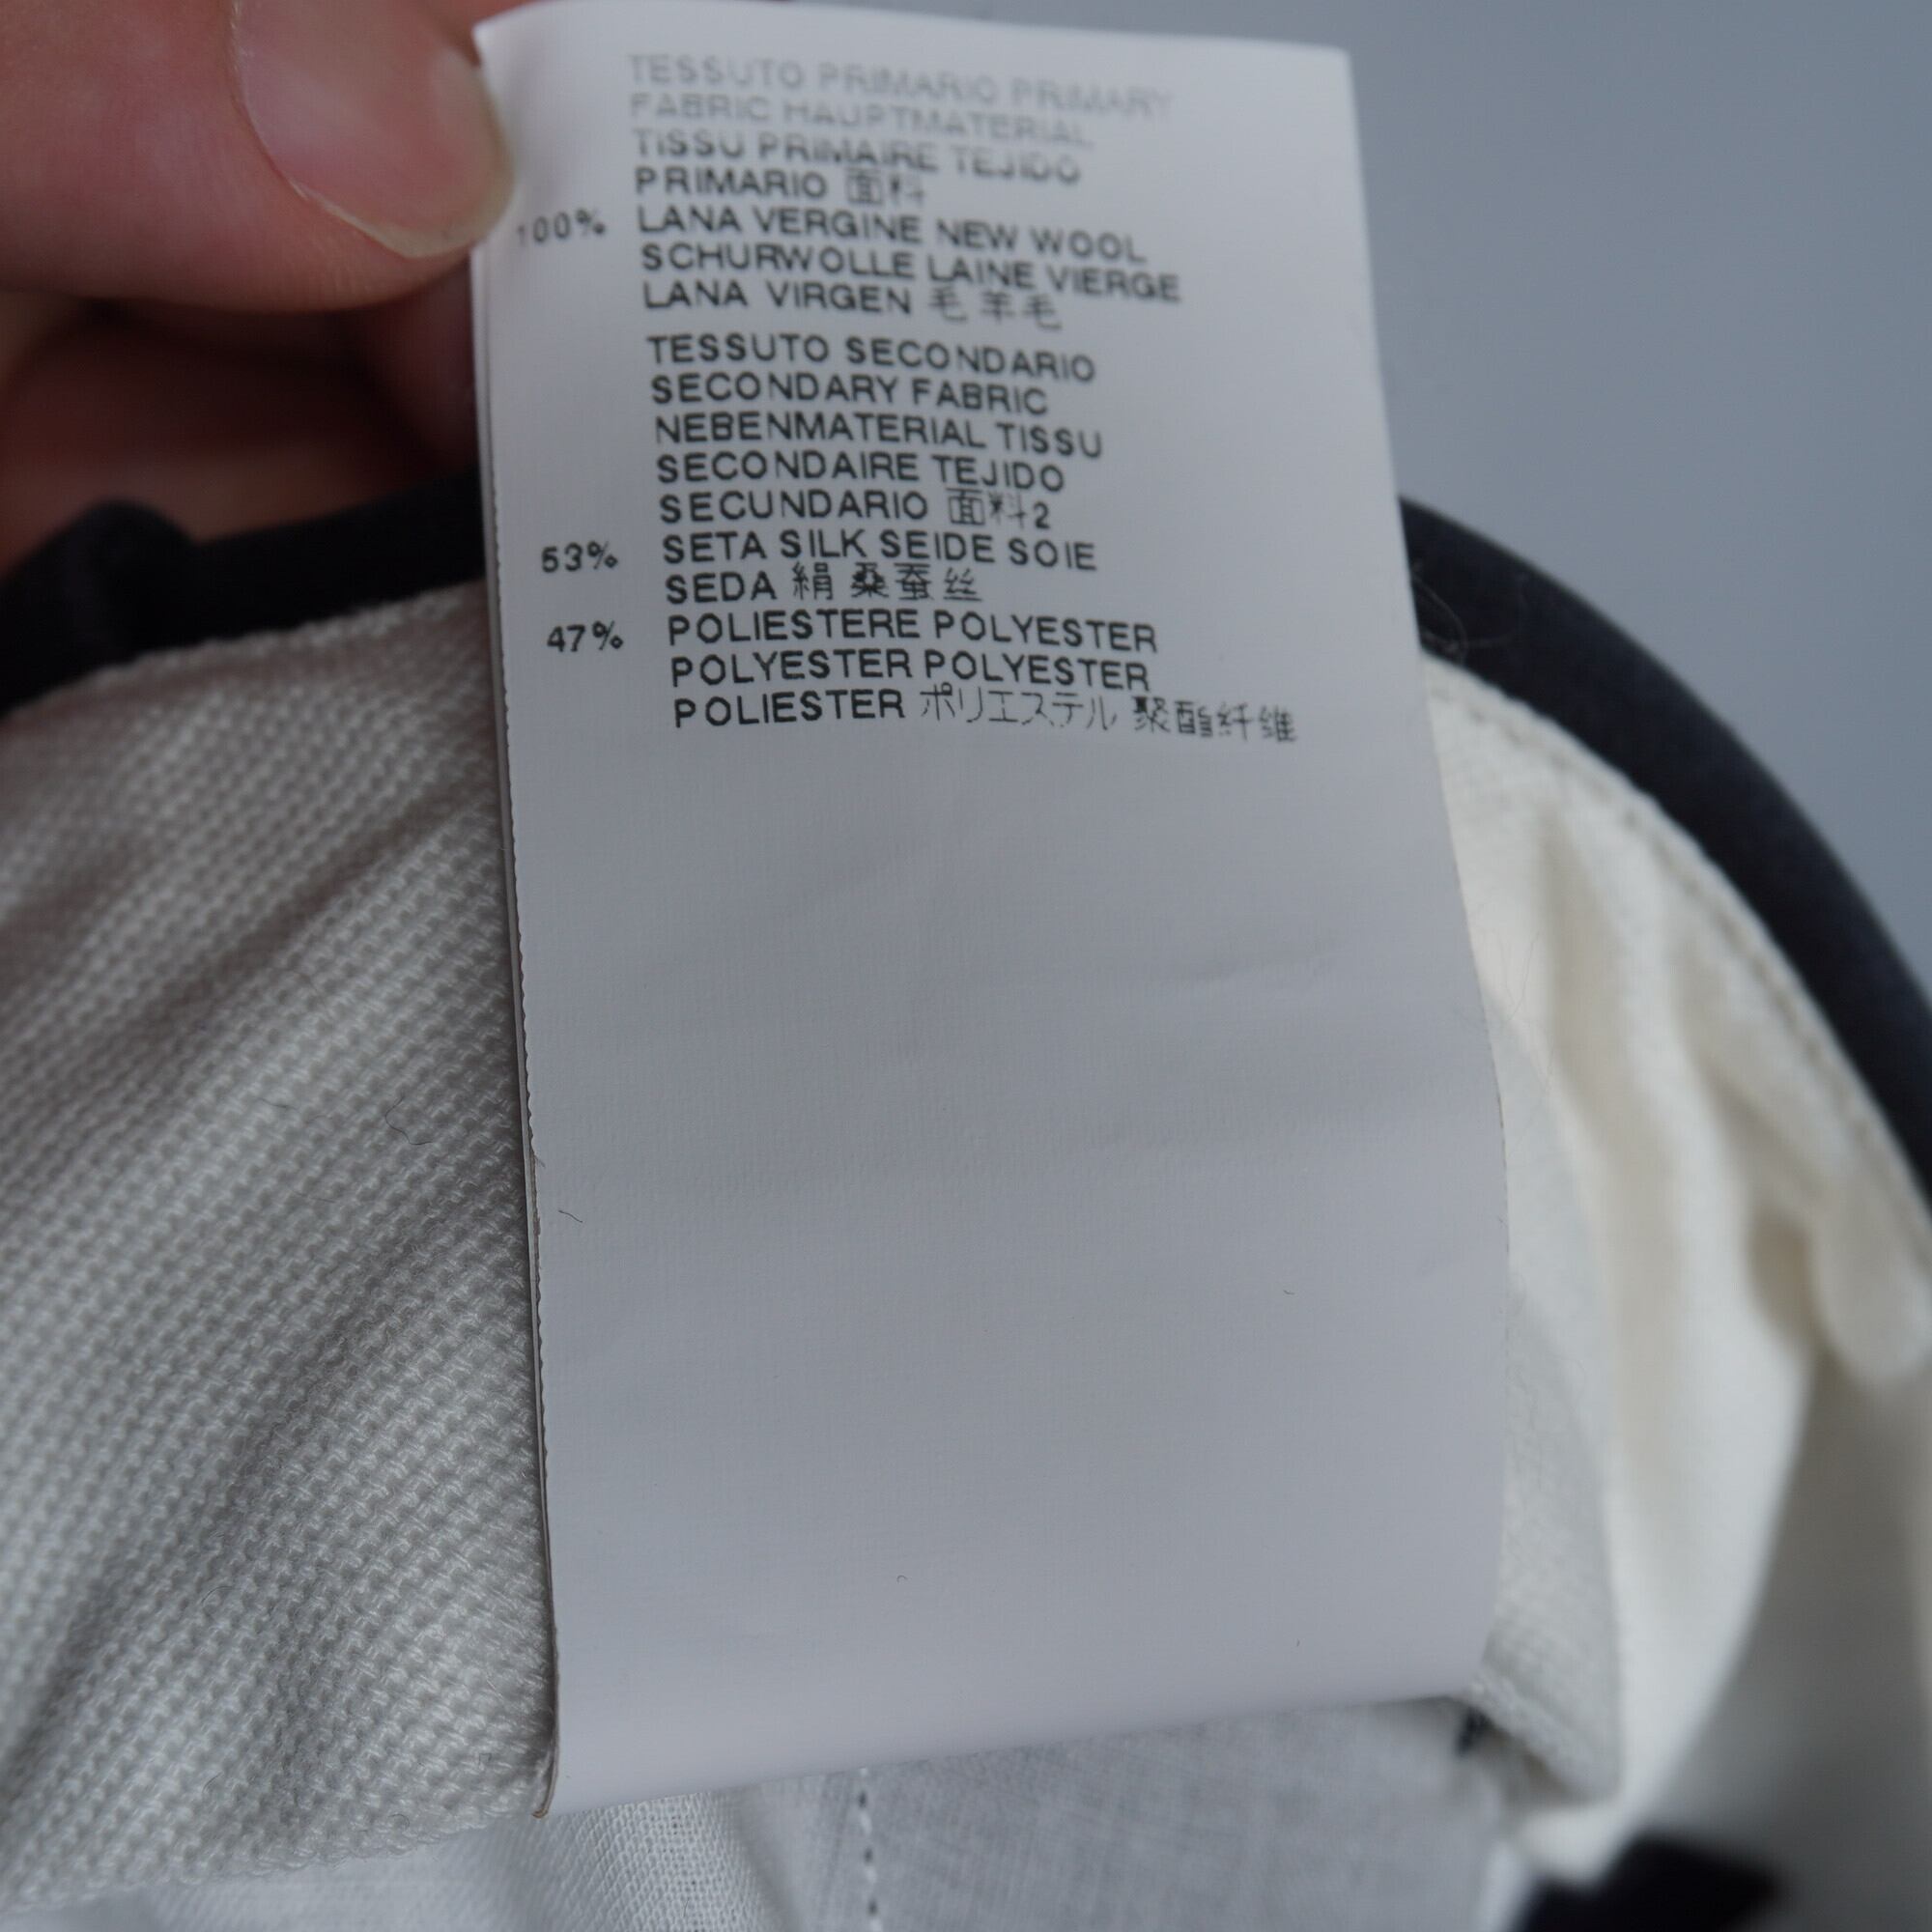 TESSUTO PRIMARIO PRIMARY
FABRIC HAUPTMATERIAL
TISSU PRIMAIRE TEJIDO
PRIMARIO 面料
100% LANA VERGINE NEW WOOL
SCHURWOLLE LAINE VIERGE
LANA VIRGEN 毛 羊毛
TESSUTO SECONDARIO
SECONDARY FABRIC
NEBENMATERIAL TISSU
SECONDAIRE TEJIDO
SECUNDARIO 面料2
53% SETA SILK SEIDE SOIE
SEDA 絹 桑蚕丝
47% POLIESTERE POLYESTER
POLYESTER POLYESTER
POLIESTER ポリエステル 聚酯纤维